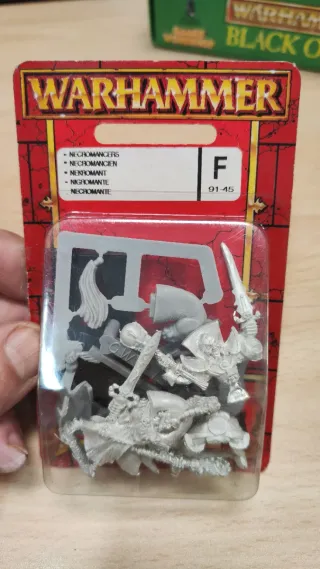 WARHAMMER
BLACK O
WARHAMMER
- NECROMANCERS
• NECROMANCIEN
• NEKROMANT
- NIGROMANTE
- NECROMANTE
F
91-45